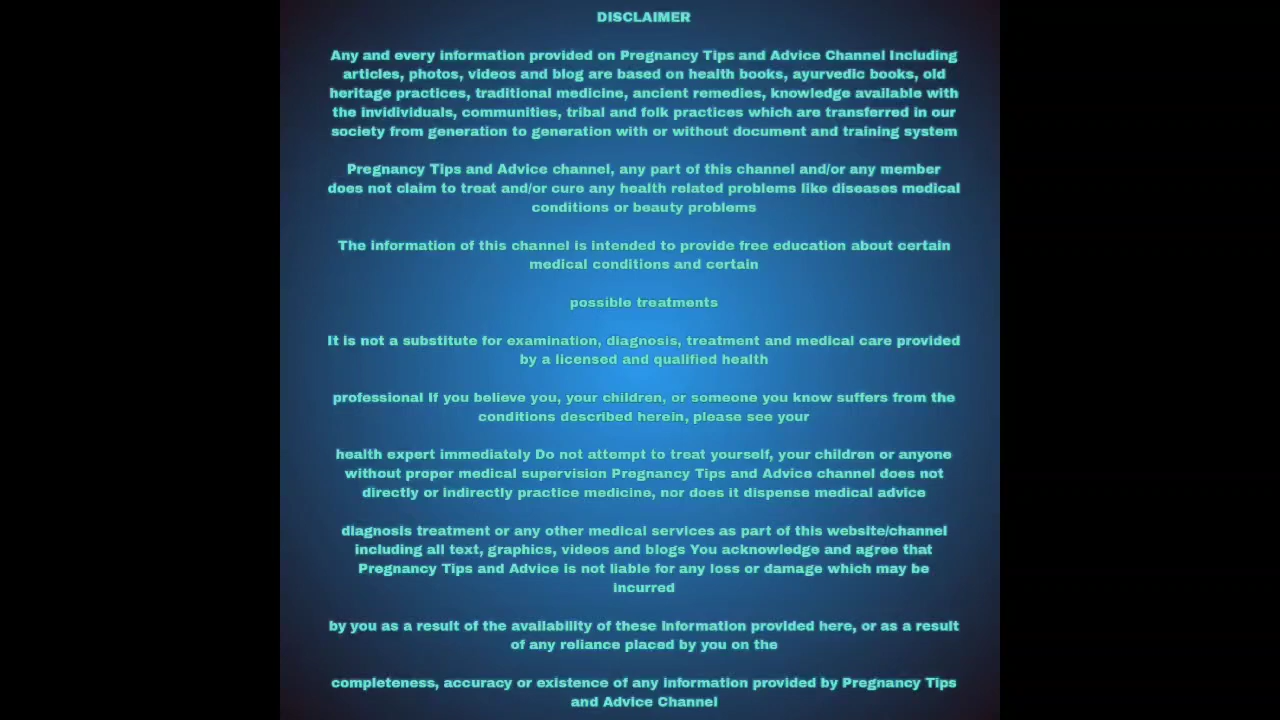 DISCLAIMER
Any and every information provided on Pregnancy Tips and Advice Channel Including
articles, photos, videos and blog are based on health books, ayurvedic books, old
heritage practices, traditional medicine, ancient remedies, knowledge available with
the invidividuals, communities, tribal and folk practices which are transferred in our
society from generation to generation with or without document and training system
Pregnancy Tips and Advice channel, any part of this channel and/or any member
does not claim to treat and/or cure any health related problems like diseases medical
conditions or beauty problems
The information of this channel is intended to provide free education about certain
medical conditions and certain
possible treatments
It is not a substitute for examination, diagnosis, treatment and medical care provided
by a licensed and qualified health
professional If you believe you, your children, or someone you know suffers from the
conditions described herein, please see your
health expert immediately Do not attempt to treat yourself, your children or anyone
without proper medical supervision Pregnancy Tips and Advice channel does not
directly or indirectly practice medicine, nor does it dispense medical advice
diagnosis treatment or any other medical services as part of this website/channel
including all text, graphics, videos and blogs You acknowledge and agree that
Pregnancy Tips and Advice is not liable for any loss or damage which may be
incurred
by you as a result of the availability of these information provided here, or as a result
of any reliance placed by you on the
completeness, accuracy or existence of any information provided by Pregnancy Tips
and Advice Channel